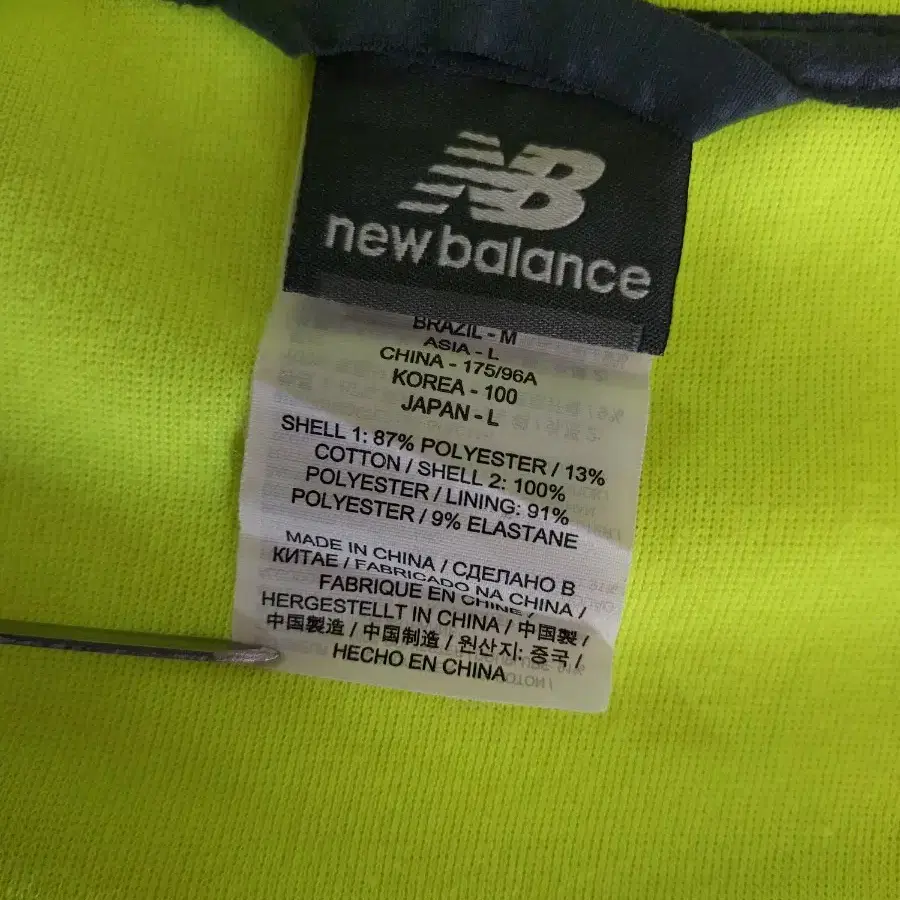 NB
new balance
BRAZIL - M
ASIA - L
CHINA - 175/96A
KOREA - 100
JAPAN - L
SHELL 1: 87% POLYESTER / 13%
COTTON / SHELL 2: 100%
POLYESTER / LINING: 91%
POLYESTER / 9% ELASTANE
MADE IN CHINA / СДЕЛАНО В
КИТАЕ / FABRICADO NA CHINA /
FABRIQUE EN CHINE /
HERGESTELLT IN CHINA / 中国製 /
中国製造 / 中国制造 / 원산지: 중국 /
HECHO EN CHINA